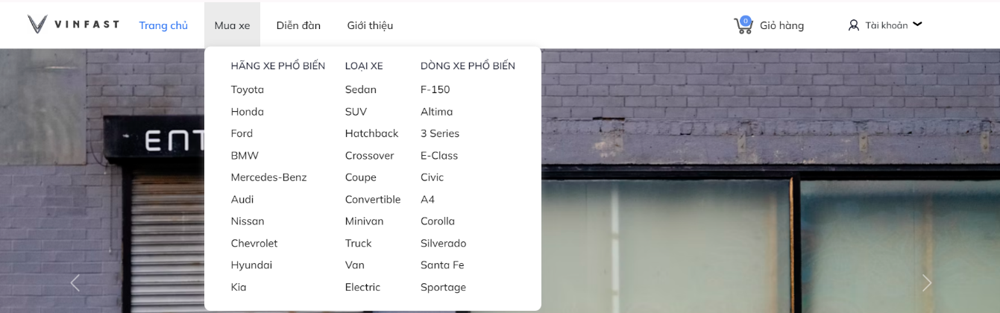 VINFAST Trang chủ Mua xe Diễn đàn Giới thiệu 0 Giỏ hàng Tài khoản
HÃNG XE PHỔ BIẾN LOẠI XE DÒNG XE PHỔ BIẾN
Toyota Sedan F-150
Honda SUV Altima
Ford Hatchback 3 Series
BMW Crossover E-Class
Mercedes-Benz Coupe Civic
Audi Convertible A4
Nissan Minivan Corolla
Chevrolet Truck Silverado
Hyundai Van Santa Fe
Kia Electric Sportage